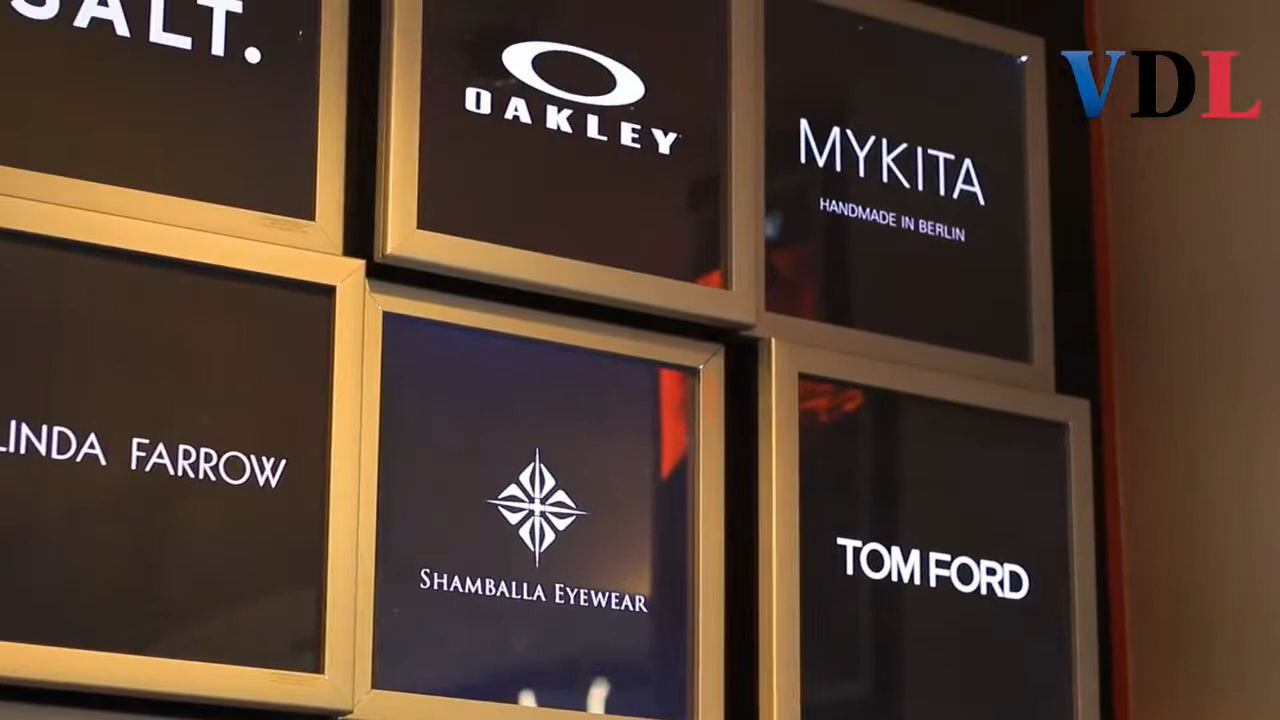 SALT.
OAKLEY
MYKITA
HANDMADE IN BERLIN
VDL
LINDA FARROW
SHAMBALLA EYEWEAR
TOM FORD